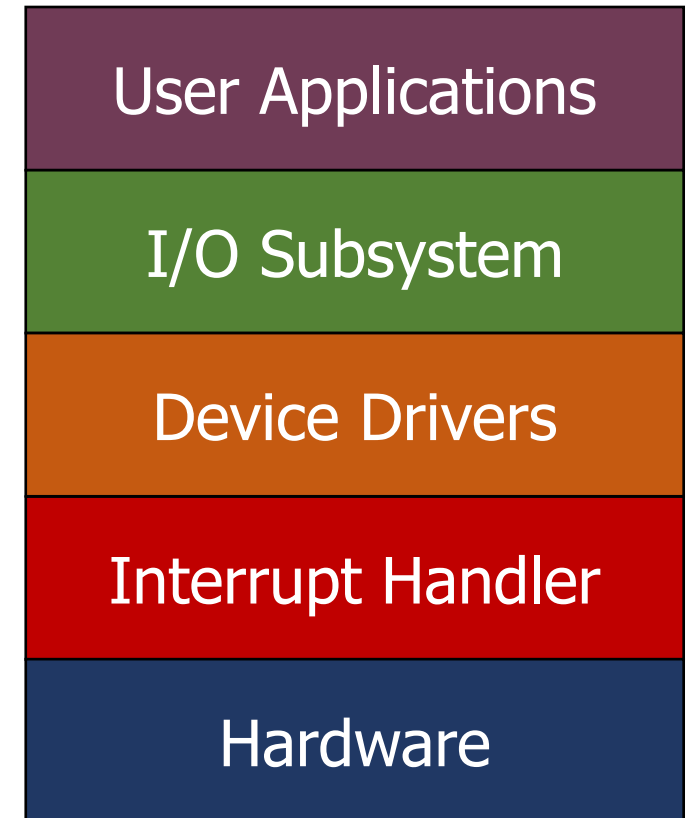 User Applications
I/O Subsystem
Device Drivers
Interrupt Handler
Hardware